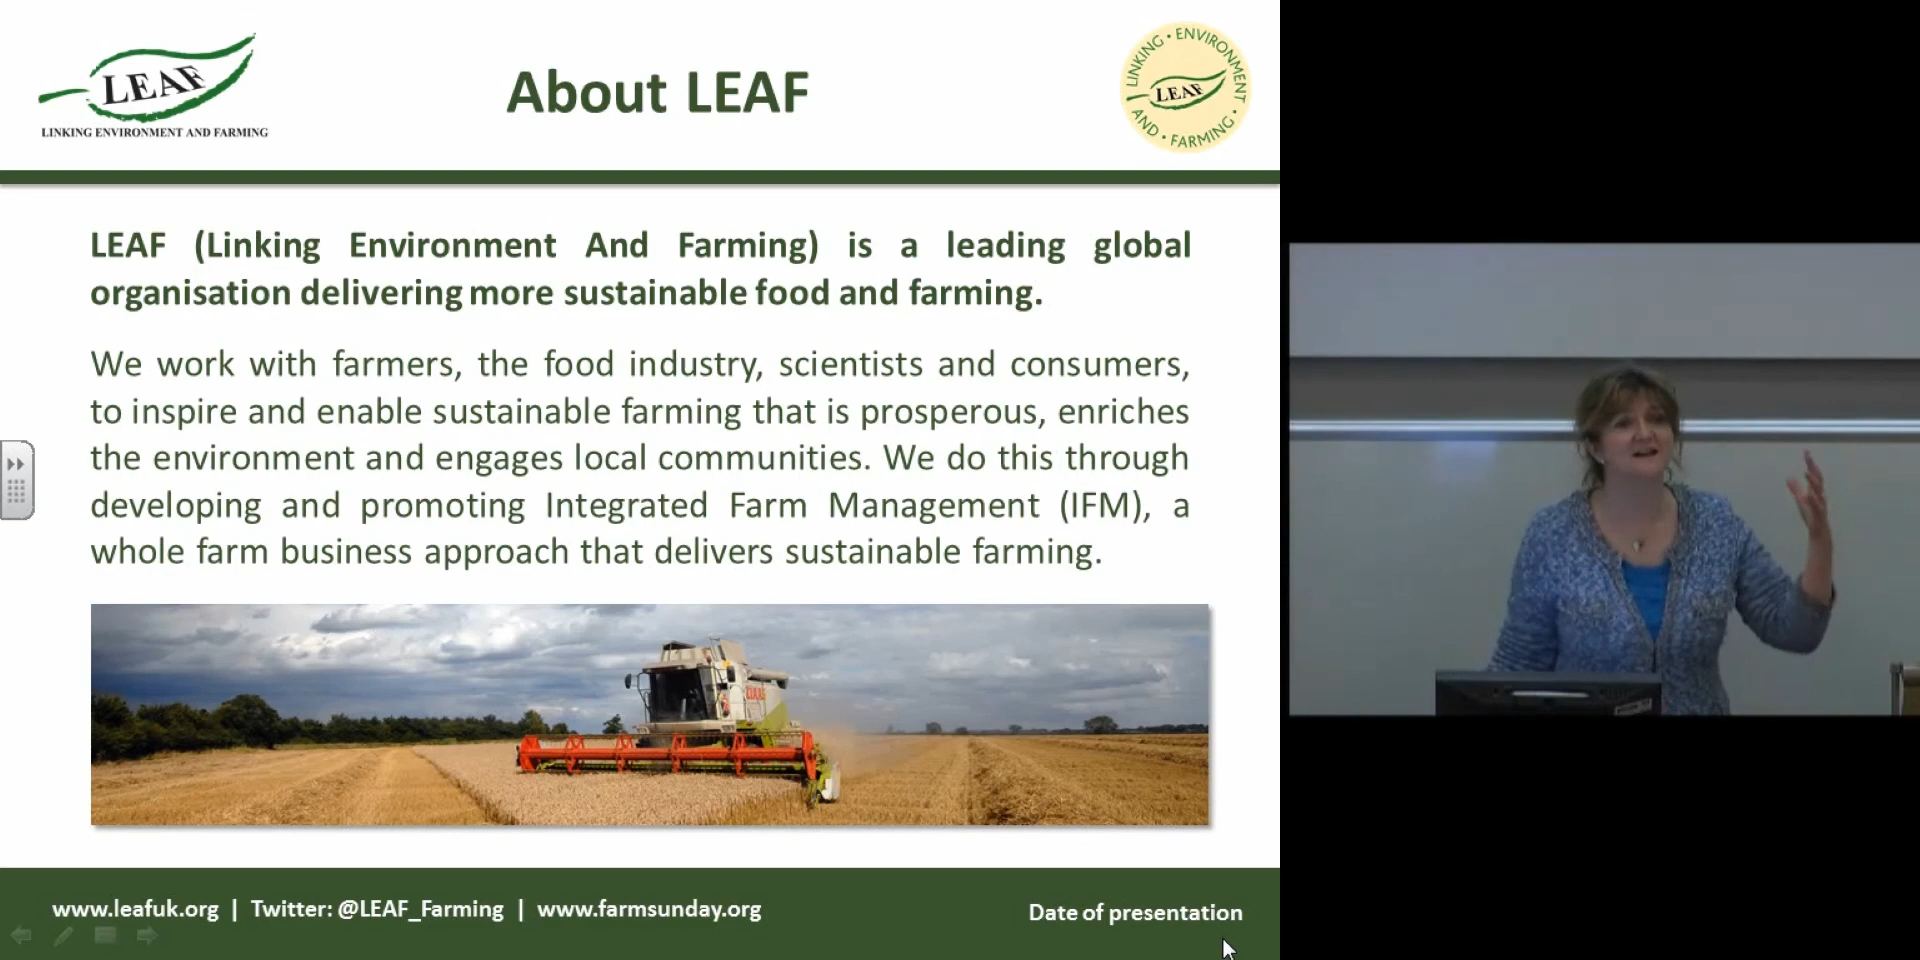 LEAF
LINKING ENVIRONMENT AND FARMING
About LEAF
LINKING • ENVIRONMENT • AND • FARMING •
LEAF
LEAF (Linking Environment And Farming) is a leading global
organisation delivering more sustainable food and farming.
We work with farmers, the food industry, scientists and consumers,
to inspire and enable sustainable farming that is prosperous, enriches
the environment and engages local communities. We do this through
developing and promoting Integrated Farm Management (IFM), a
whole farm business approach that delivers sustainable farming.
CLAAS
www.leafuk.org | Twitter: @LEAF_Farming | www.farmsunday.org
Date of presentation